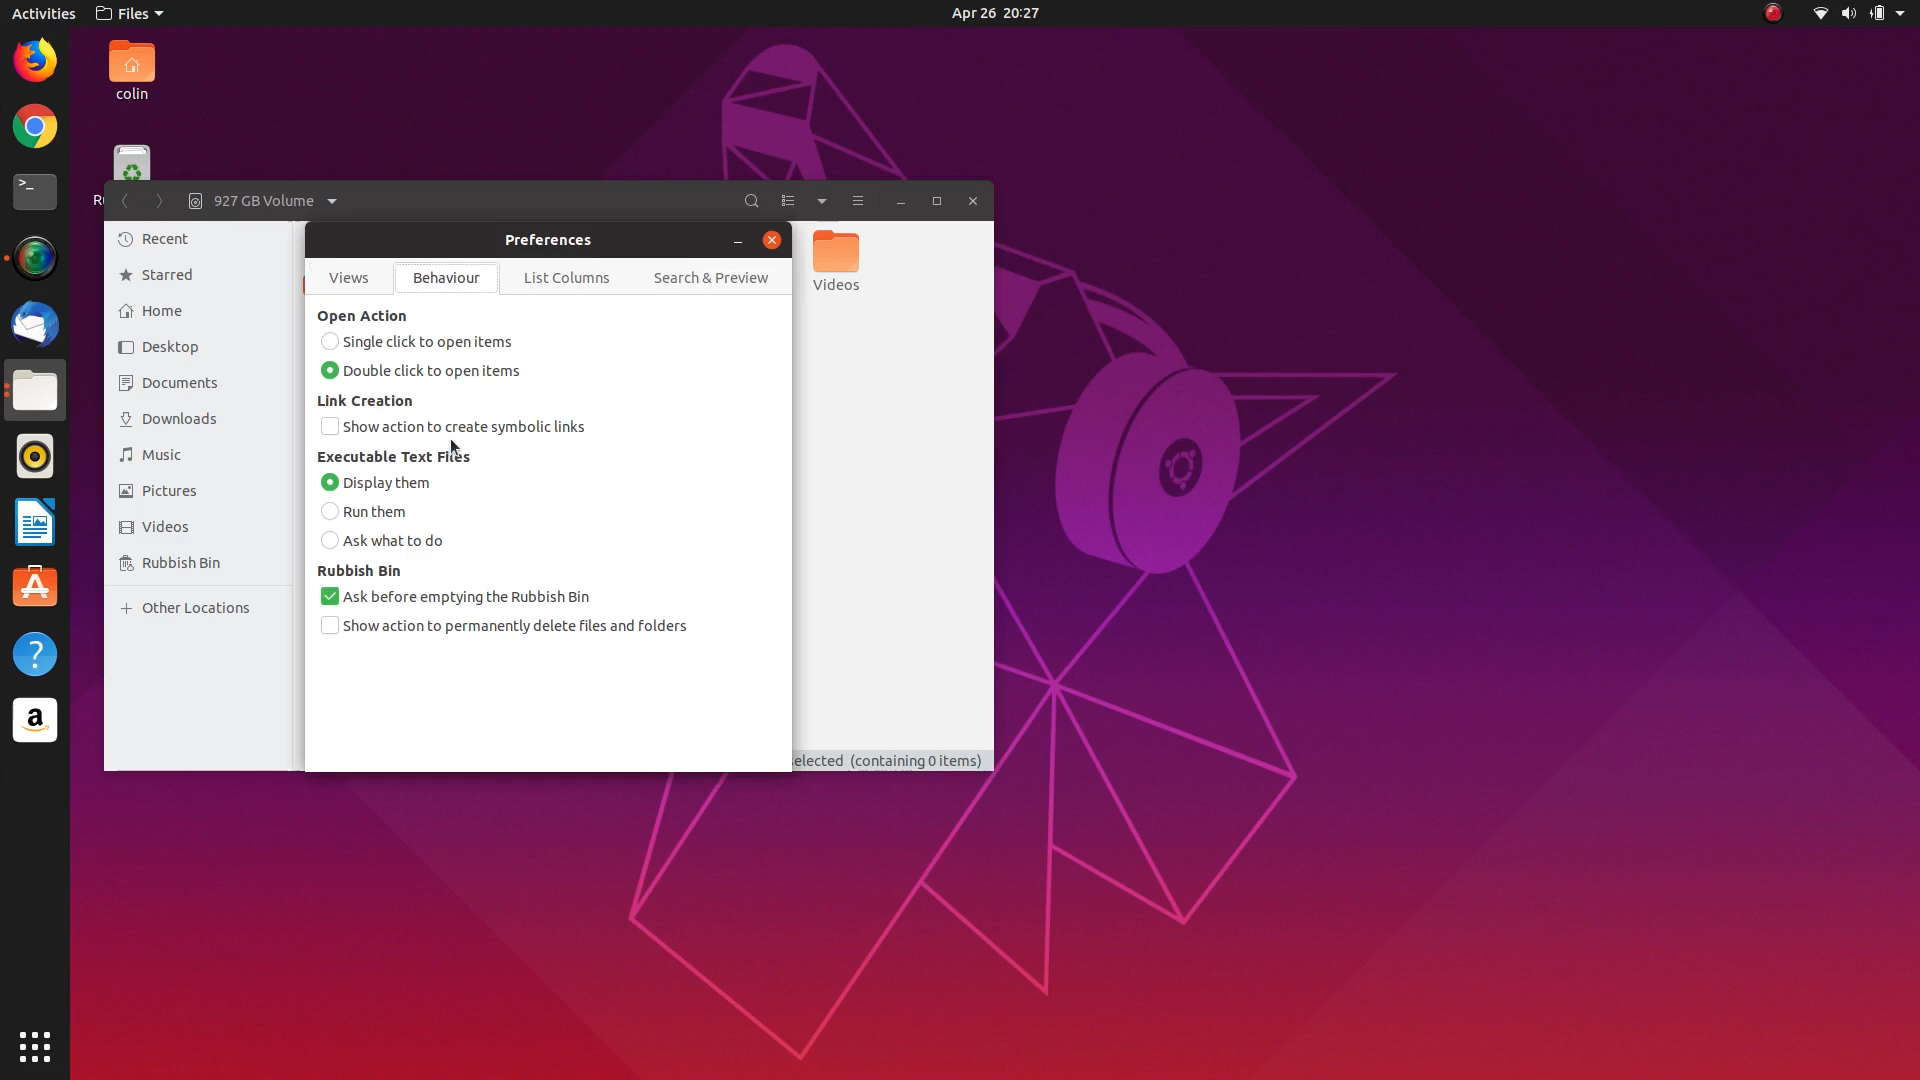 Activities Files Apr 26 20:27
colin
927 GB Volume
Recent
Starred
Home
Desktop
Documents
Downloads
Music
Pictures
Videos
Rubbish Bin
Other Locations
Preferences
Views Behaviour List Columns Search & Preview
Open Action
Single click to open items
Double click to open items
Link Creation
Show action to create symbolic links
Executable Text Files
Display them
Run them
Ask what to do
Rubbish Bin
Ask before emptying the Rubbish Bin
Show action to permanently delete files and folders
Videos
(containing 0 items)
a